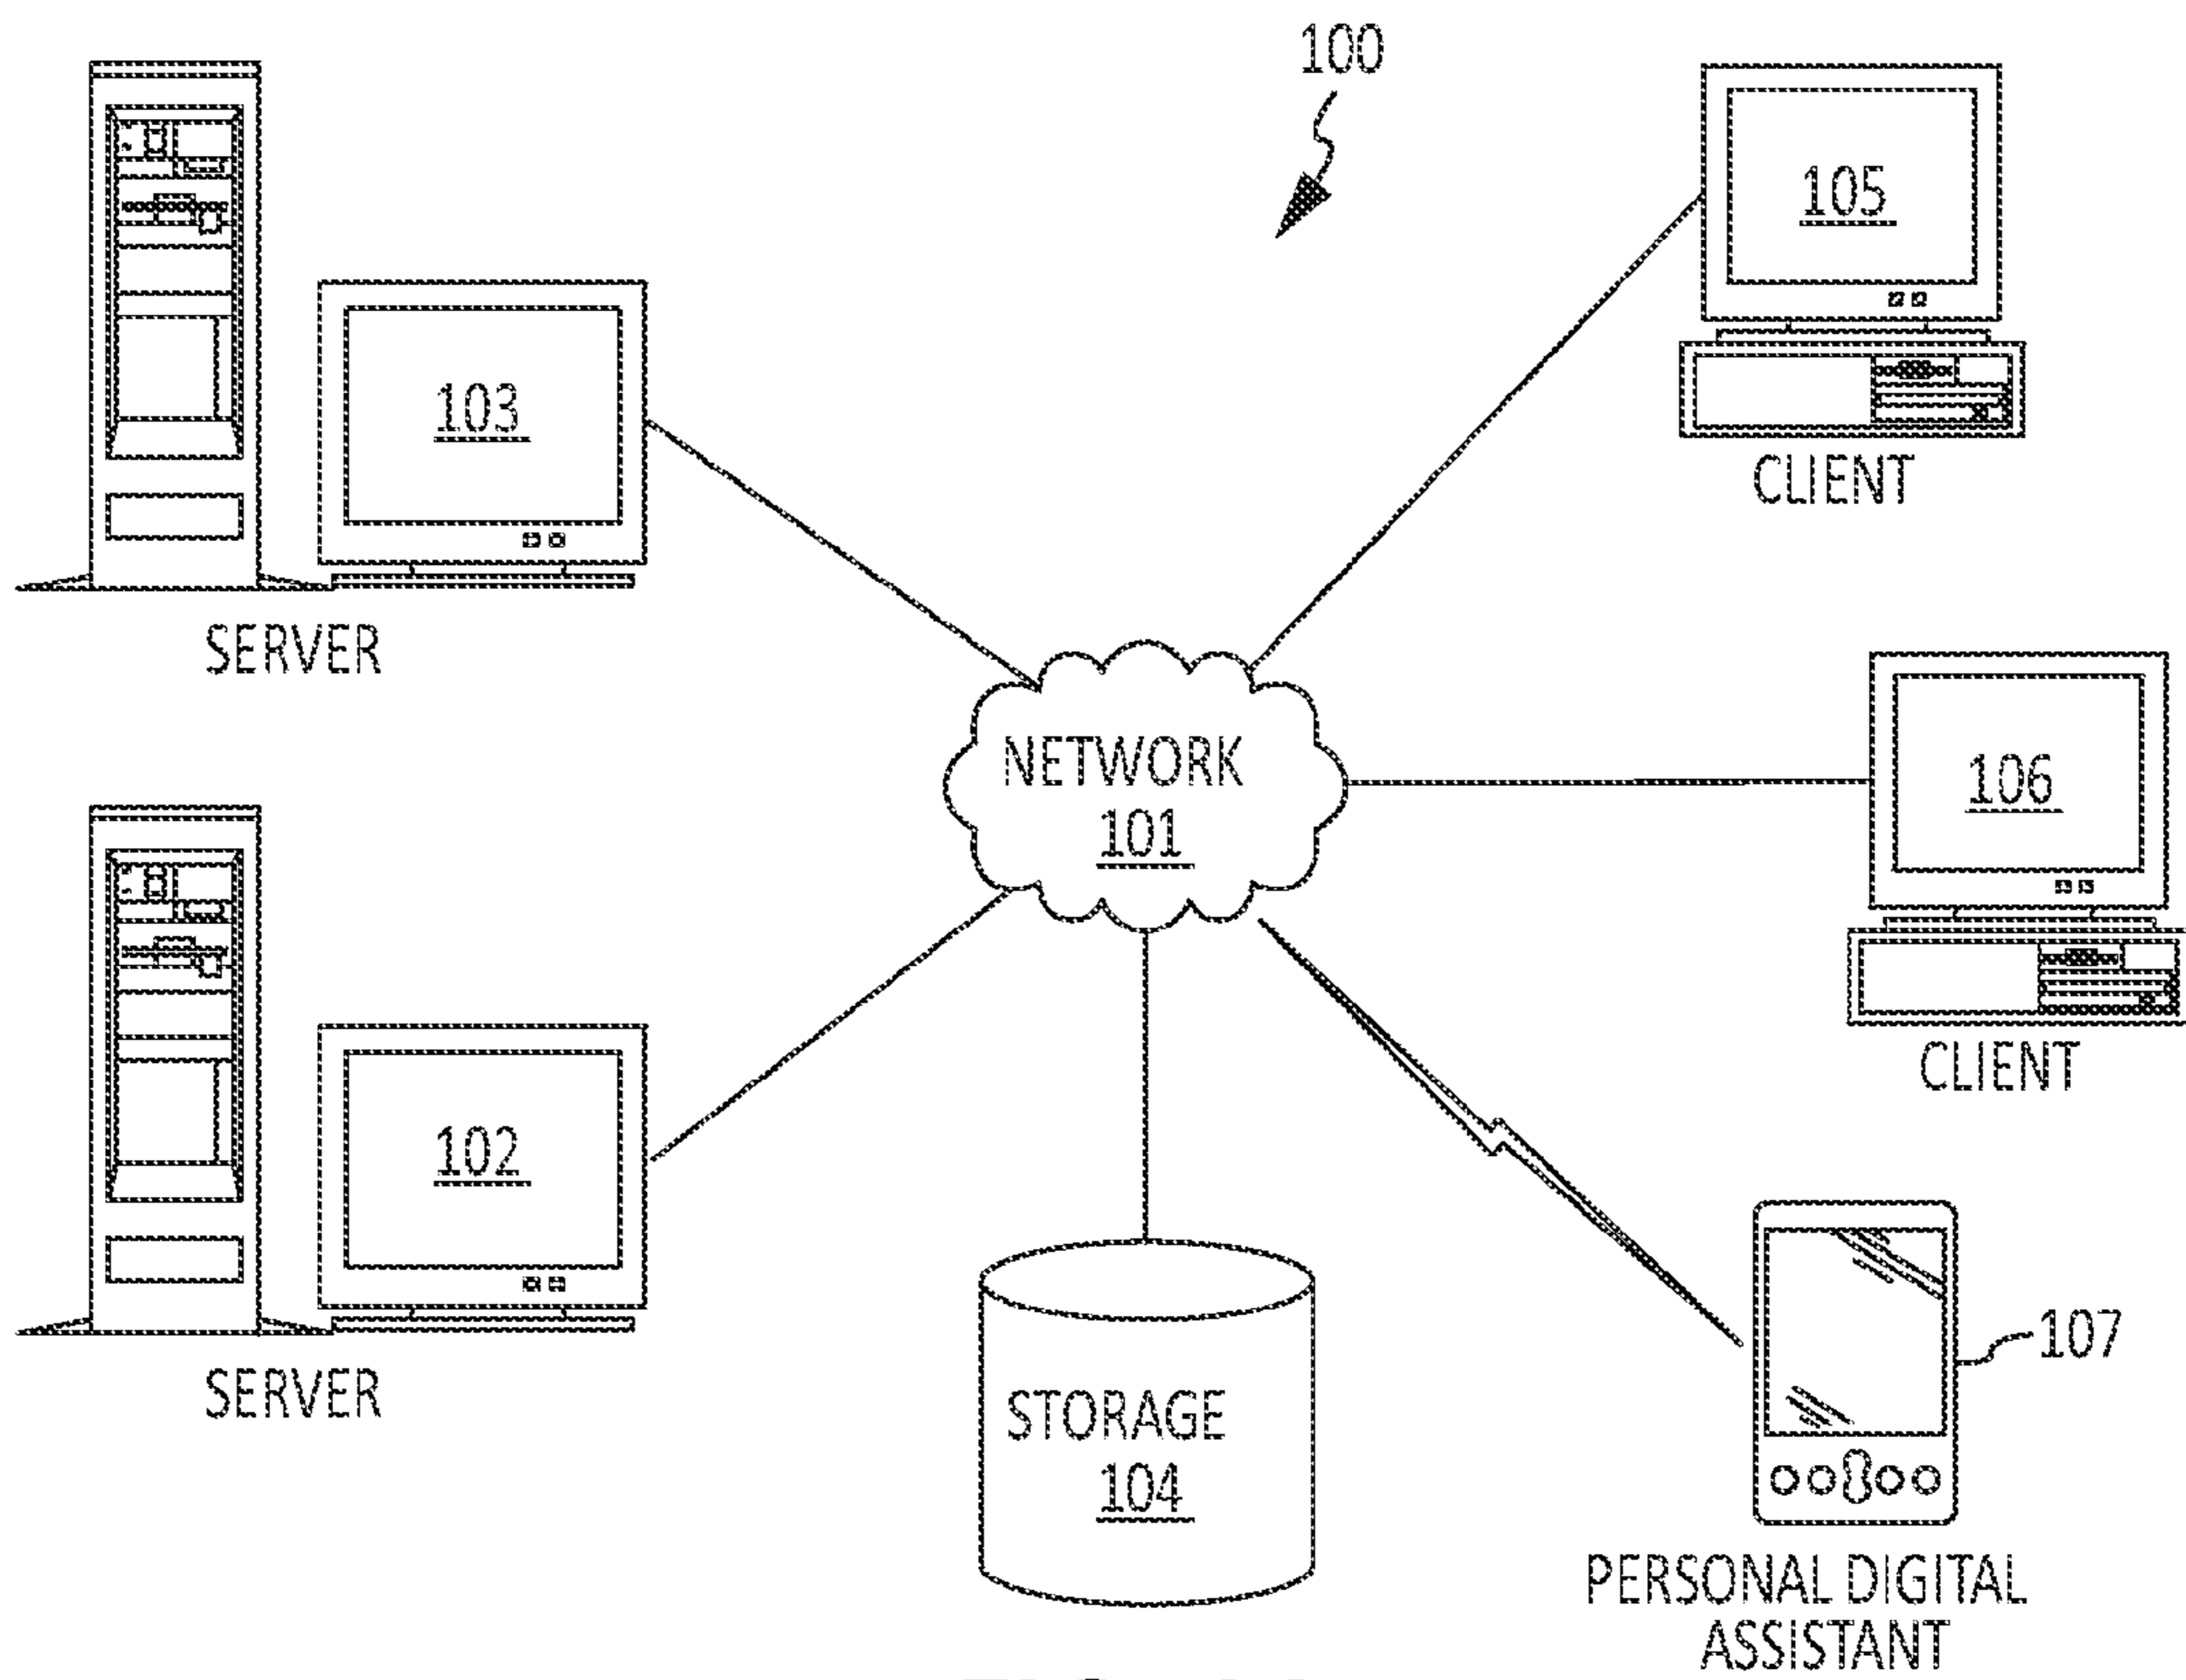 100
105
CLIENT
103
SERVER
NETWORK
101
106
CLIENT
102
SERVER
STORAGE
104
107
PERSONAL DIGITAL
ASSISTANT